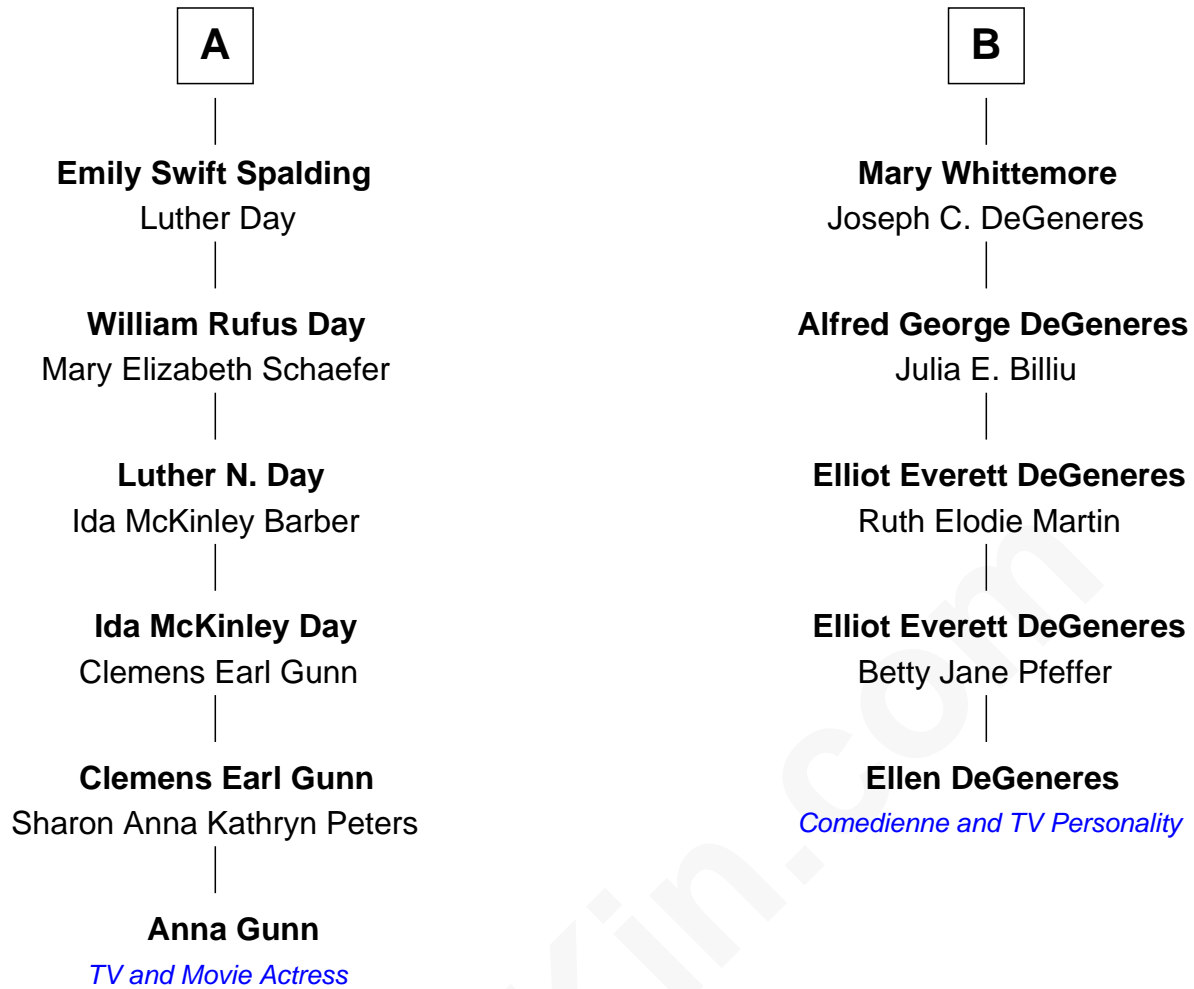 A
Emily Swift Spalding
Luther Day
William Rufus Day
Mary Elizabeth Schaefer
Luther N. Day
Ida McKinley Barber
Ida McKinley Day
Clemens Earl Gunn
Clemens Earl Gunn
Sharon Anna Kathryn Peters
Anna Gunn
TV and Movie Actress
B
Mary Whittemore
Joseph C. DeGeneres
Alfred George DeGeneres
Julia E. Billiu
Elliot Everett DeGeneres
Ruth Elodie Martin
Elliot Everett DeGeneres
Betty Jane Pfeffer
Ellen DeGeneres
Comedienne and TV Personality
Kin.com